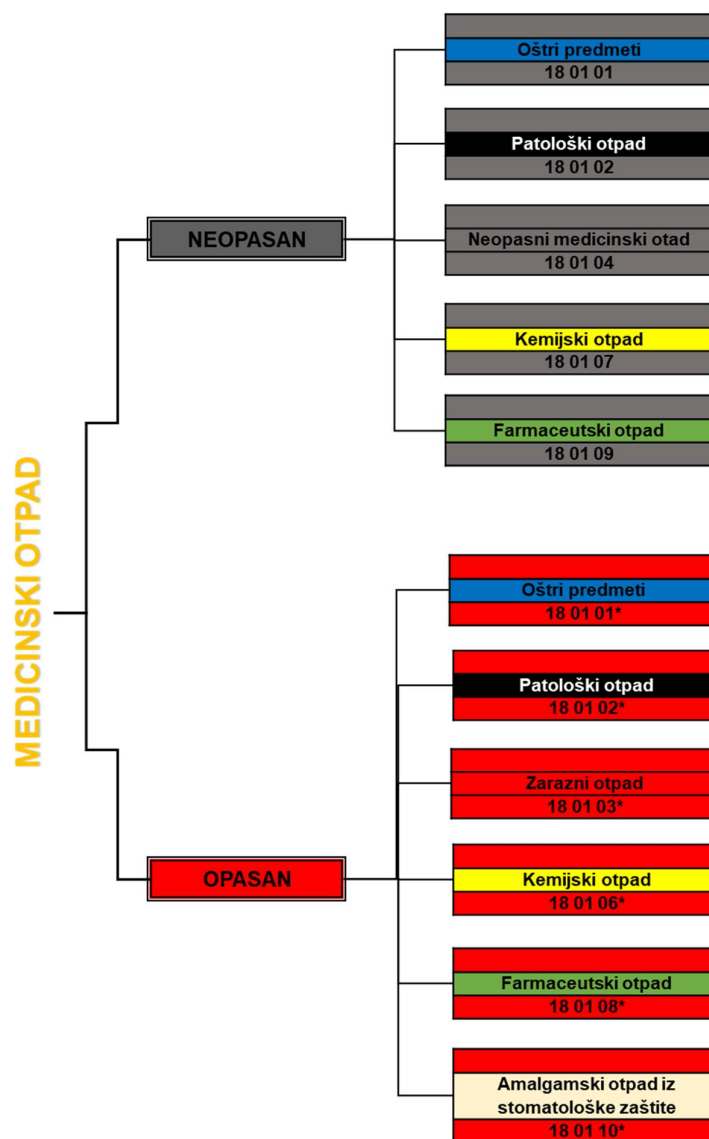 MEDICINSKI OTPAD
NEOPASAN
Oštri predmeti
18 01 01
Patološki otpad
18 01 02
Neopasni medicinski otad
18 01 04
Kemijski otpad
18 01 07
Farmaceutski otpad
18 01 09
OPASAN
Oštri predmeti
18 01 01*
Patološki otpad
18 01 02*
Zarazni otpad
18 01 03*
Kemijski otpad
18 01 06*
Farmaceutski otpad
18 01 08*
Amalgamski otpad iz
stomatološke zaštite
18 01 10*